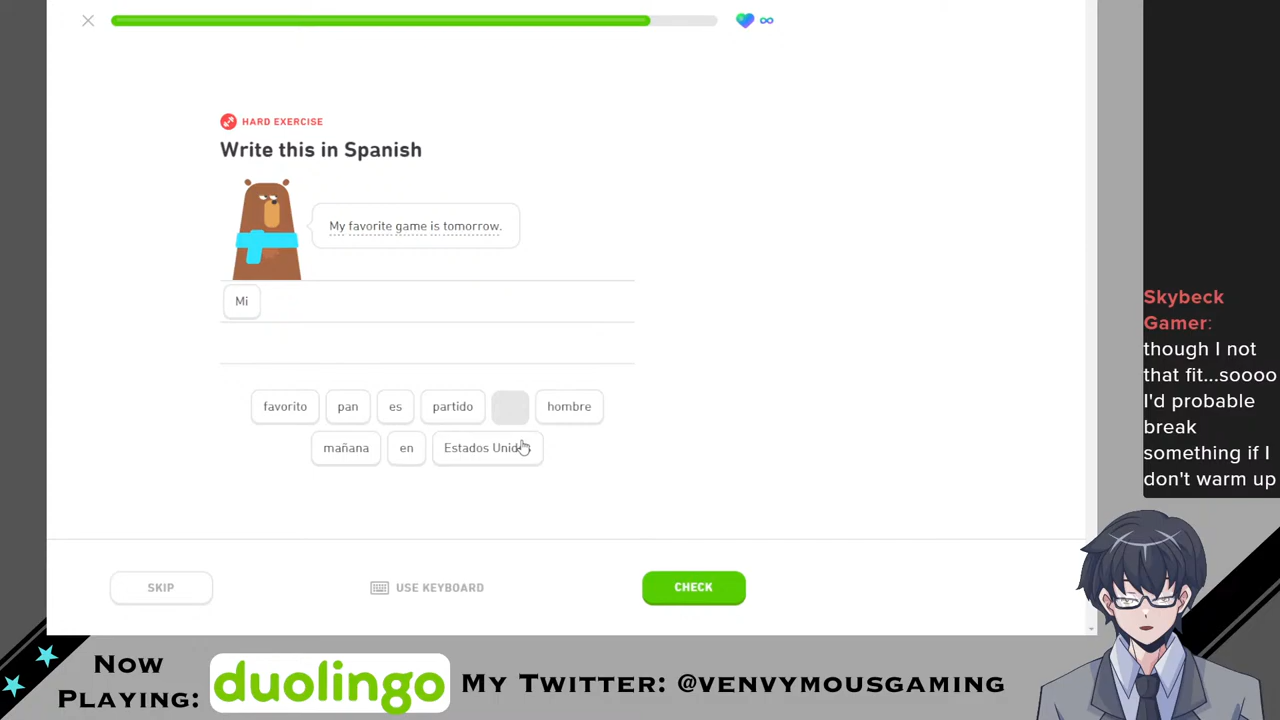 HARD EXERCISE
Write this in Spanish
My favorite game is tomorrow.
Mi
favorito pan es partido hombre
mañana en Estados Unid
SKIP USE KEYBOARD CHECK
Skybeck
Gamer:
though I not
that fit...soooo
I'd probable
break
something if I
don't warm up
Now
Playing:
duolingo
My Twitter: @venvymousgaming